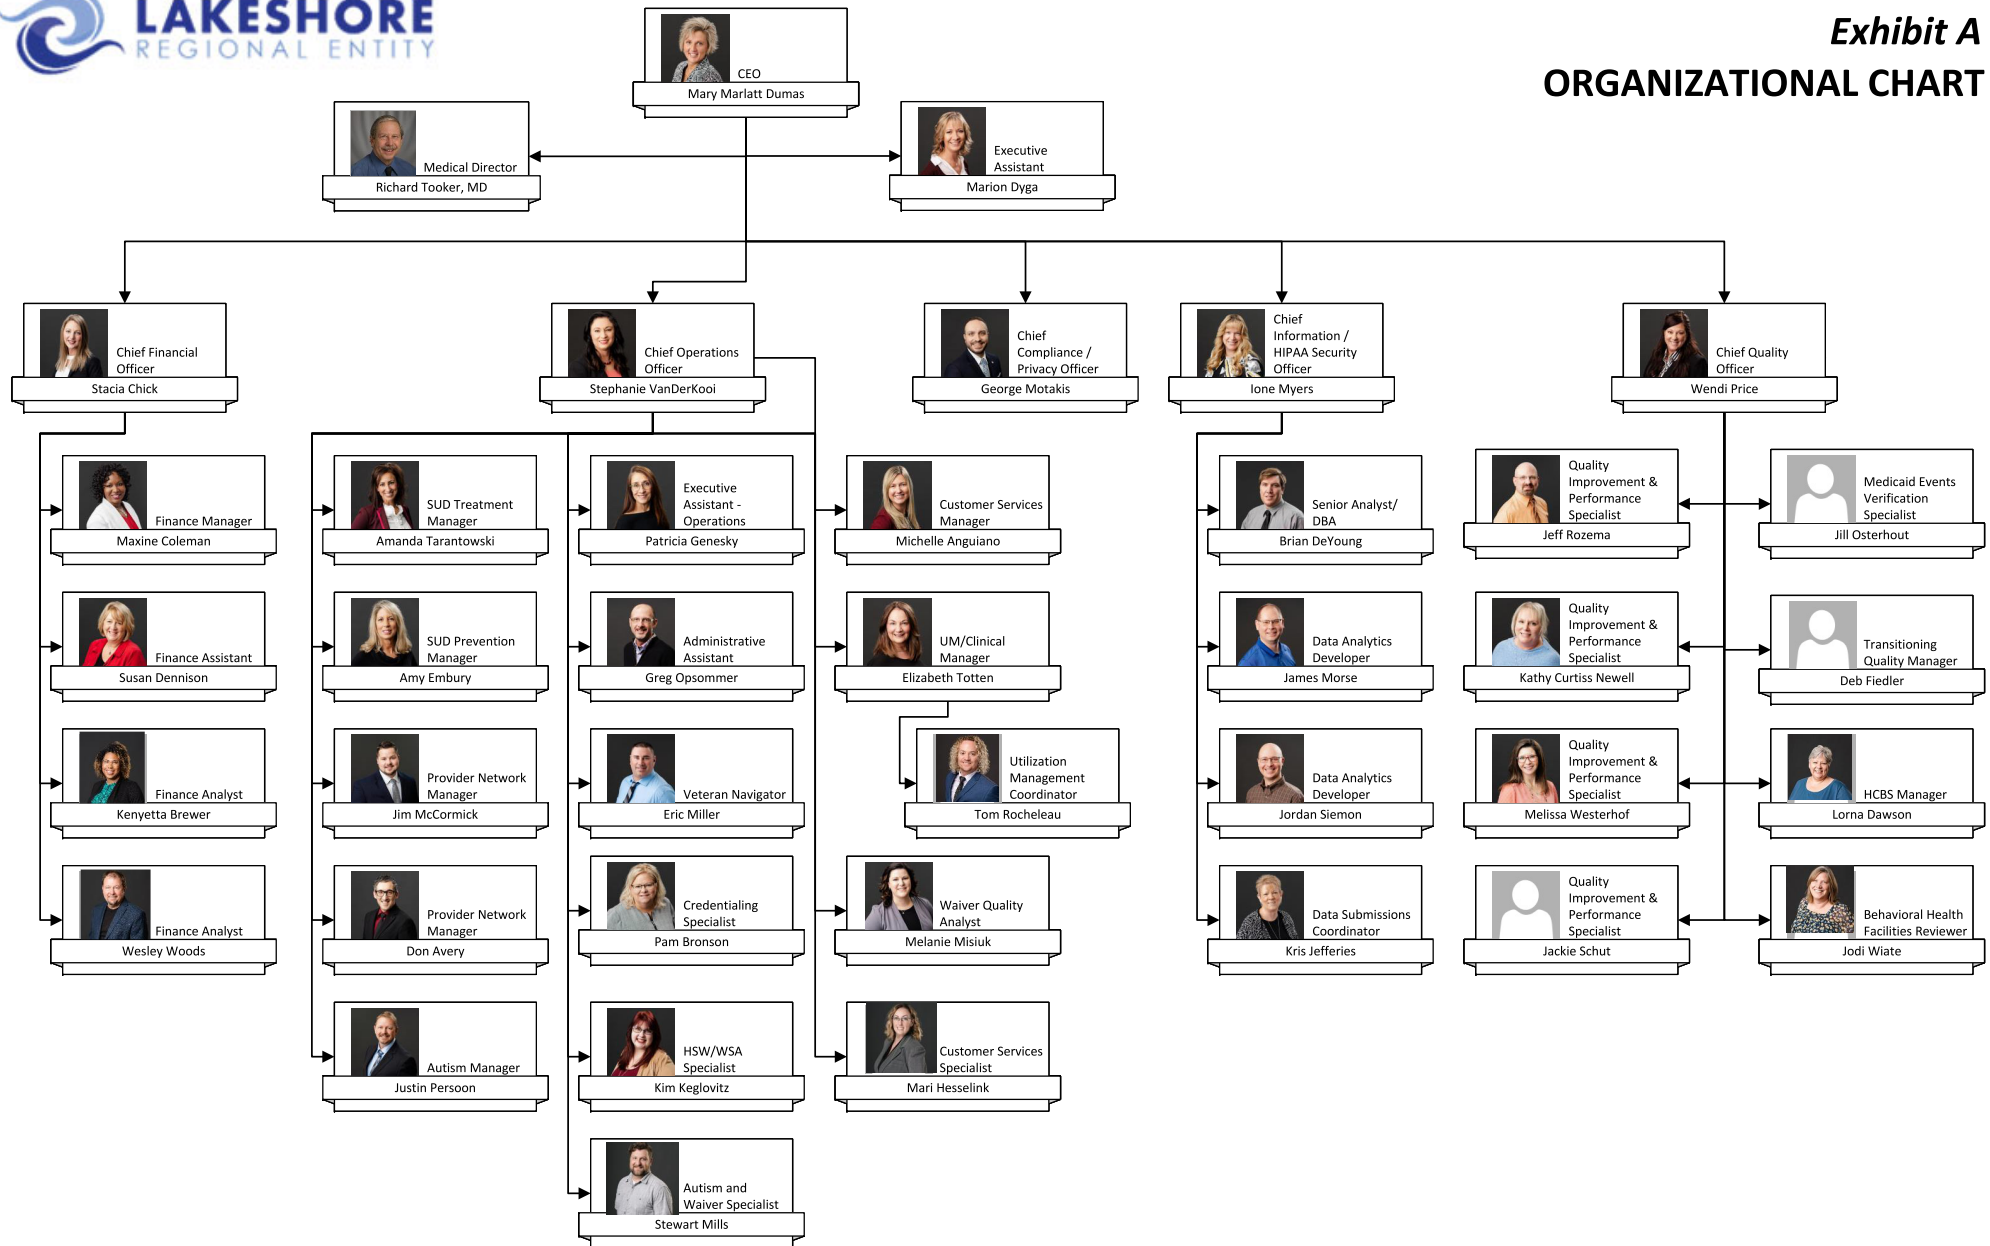 LAKESHORE
REGIONAL ENTITY
Exhibit A
ORGANIZATIONAL CHART
CEO
Mary Marlatt Dumas
Medical Director
Richard Tooker, MD
Executive
Assistant
Marion Dyga
Chief Financial
Officer
Stacia Chick
Chief Operations
Officer
Stephanie VanDerKooi
Chief
Compliance /
Privacy Officer
George Motakis
Chief
Information /
HIPAA Security
Officer
Ione Myers
Chief Quality
Officer
Wendi Price
Finance Manager
Maxine Coleman
SUD Treatment
Manager
Amanda Tarantowski
Executive
Assistant -
Operations
Patricia Genesky
Customer Services
Manager
Michelle Anguiano
Senior Analyst/
DBA
Brian DeYoung
Quality
Improvement &
Performance
Specialist
Jeff Rozema
Medicaid Events
Verification
Specialist
Jill Osterhout
Finance Assistant
Susan Dennison
SUD Prevention
Manager
Amy Embury
Administrative
Assistant
Greg Opsommer
UM/Clinical
Manager
Elizabeth Totten
Data Analytics
Developer
James Morse
Quality
Improvement &
Performance
Specialist
Kathy Curtiss Newell
Transitioning
Quality Manager
Deb Fiedler
Finance Analyst
Kenyetta Brewer
Provider Network
Manager
Jim McCormick
Veteran Navigator
Eric Miller
Utilization
Management
Coordinator
Tom Rocheleau
Data Analytics
Developer
Jordan Siemon
Quality
Improvement &
Performance
Specialist
Melissa Westerhof
HCBS Manager
Lorna Dawson
Finance Analyst
Wesley Woods
Provider Network
Manager
Don Avery
Credentialing
Specialist
Pam Bronson
Waiver Quality
Analyst
Melanie Misiuk
Data Submissions
Coordinator
Kris Jefferies
Quality
Improvement &
Performance
Specialist
Jackie Schut
Behavioral Health
Facilities Reviewer
Jodi Wiate
Autism Manager
Justin Persoon
HSW/WSA
Specialist
Kim Keglovitz
Customer Services
Specialist
Mari Hesselink
Autism and
Waiver Specialist
Stewart Mills